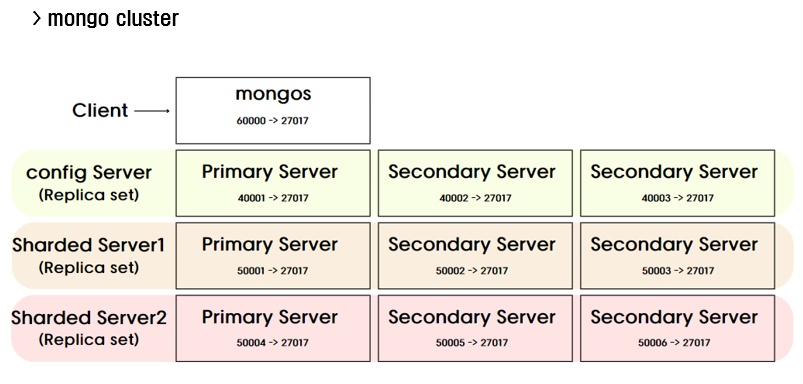 > mongo cluster
mongos
Client
60000 -> 27017
config Server
(Replica set)
Primary Server
40001 -> 27017
Secondary Server
40002 -> 27017
Secondary Server
40003 -> 27017
Sharded Server1
(Replica set)
Primary Server
50001 -> 27017
Secondary Server
50002 -> 27017
Secondary Server
50003 -> 27017
Sharded Server2
(Replica set)
Primary Server
50004 -> 27017
Secondary Server
50005 -> 27017
Secondary Server
50006 -> 27017